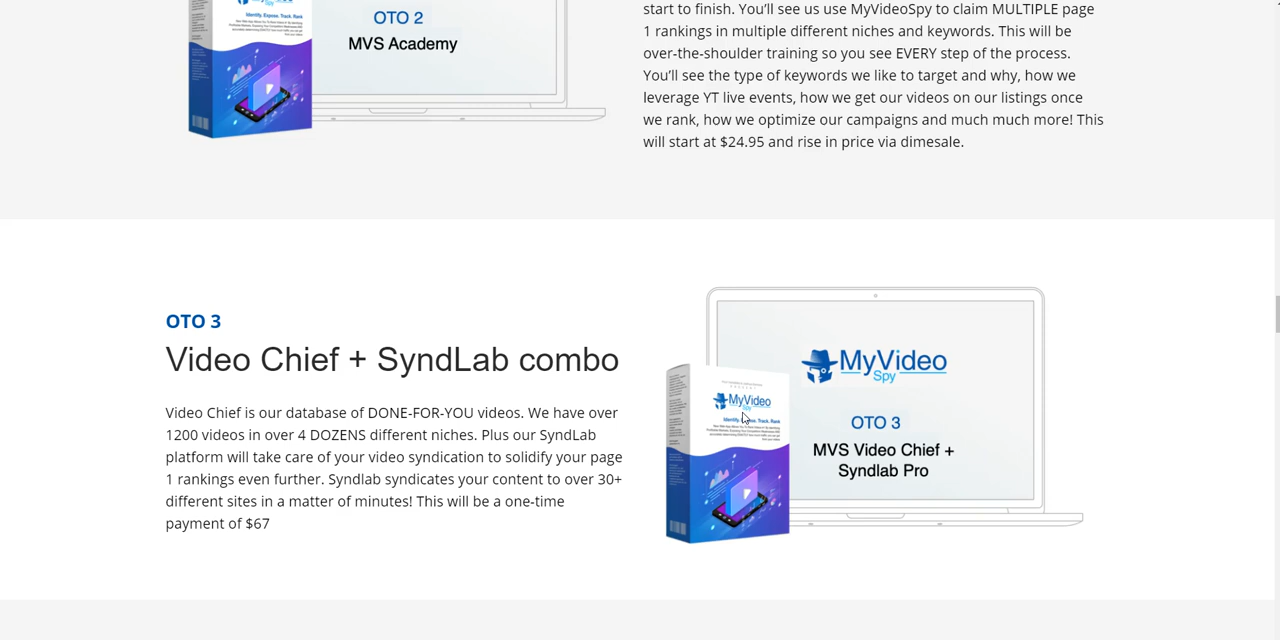 OTO 2
MVS Academy
start to finish. You'll see us use MyVideoSpy to claim MULTIPLE page
1 rankings in multiple different niches and keywords. This will be
over-the-shoulder training so you see EVERY step of the process.
You'll see the type of keywords we like to target and why, how we
leverage YT live events, how we get our videos on our listings once
we rank, how we optimize our campaigns and much much more! This
will start at $24.95 and rise in price via dimesale.
OTO 3
Video Chief + SyndLab combo
Video Chief is our database of DONE-FOR-YOU videos. We have over
1200 videos in over 4 DOZENS different niches. Plus our SyndLab
platform will take care of your video syndication to solidify your page
1 rankings even further. Syndlab syndicates your content to over 30+
different sites in a matter of minutes! This will be a one-time
payment of $67
MyVideo
Spy
OTO 3
MVS Video Chief +
Syndlab Pro
MyVideo
Spy